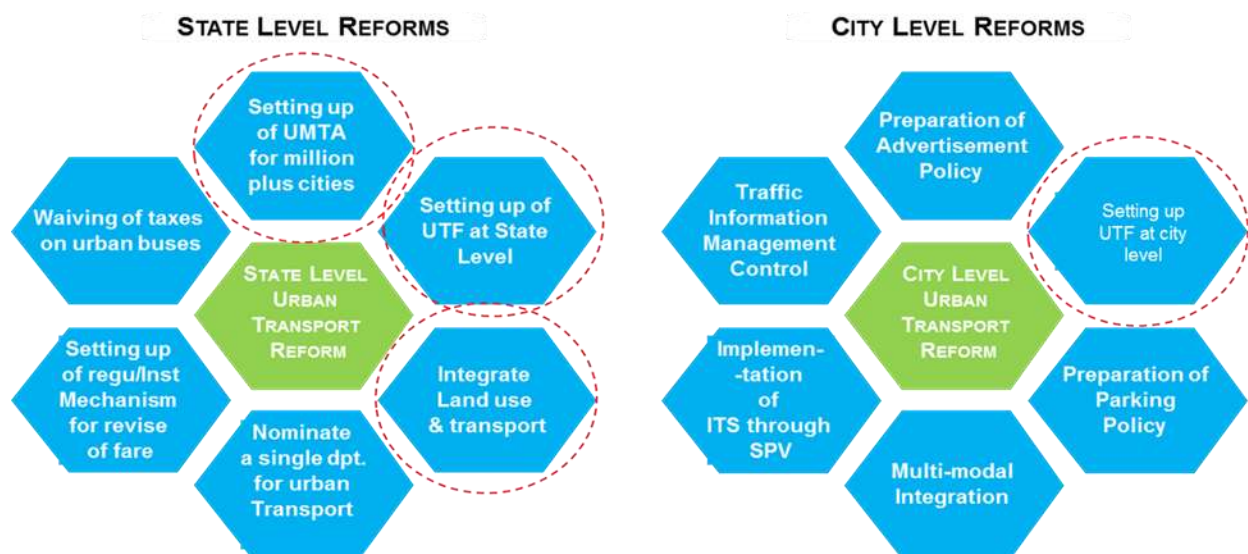 STATE LEVEL REFORMS
Setting up
of UMTA
for million
plus cities
Setting up of
UTF at State
Level
Waiving of taxes
on urban buses
STATE LEVEL
URBAN
TRANSPORT
REFORM
Setting up
of regu/Inst
Mechanism
for revise
of fare
Integrate
Land use
& transport
Nominate
a single dpt.
for urban
Transport
CITY LEVEL REFORMS
Preparation of
Advertisement
Policy
Traffic
Information
Management
Control
Setting up
UTF at city
level
CITY LEVEL
URBAN
TRANSPORT
REFORM
Implemen-
-tation
of
ITS through
SPV
Preparation of
Parking
Policy
Multi-modal
Integration